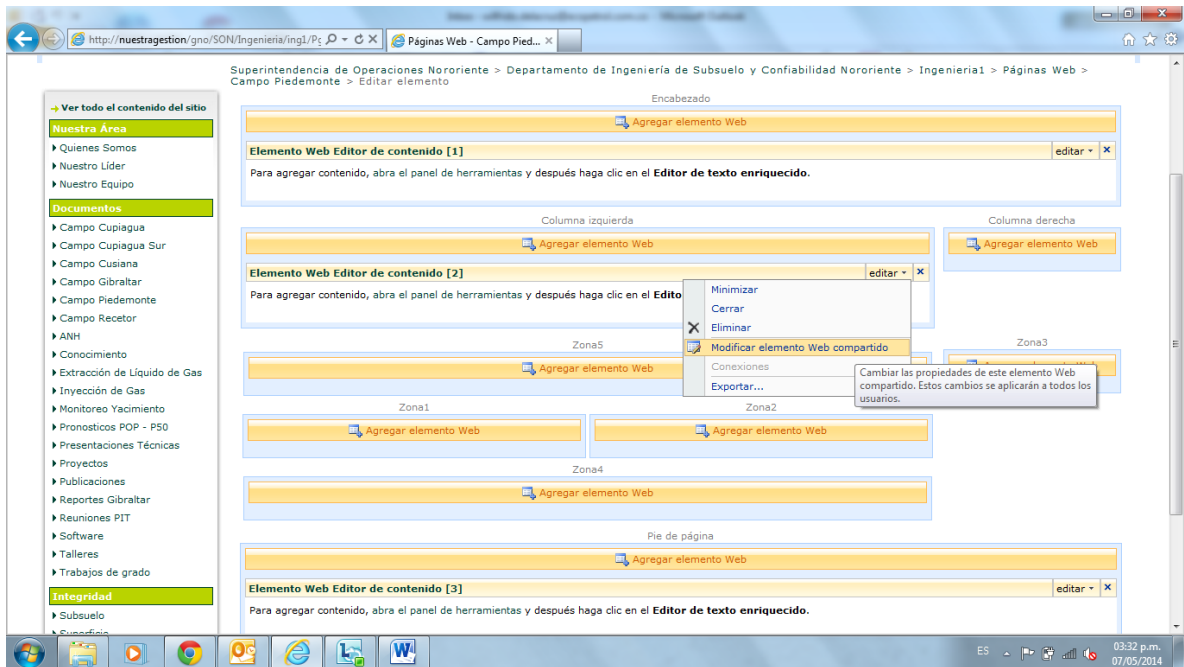 http://nuestragestion/gno/SON/Ingenieria/ing1/Pç
Páginas Web - Campo Pied...
Superintendencia de Operaciones Nororiente > Departamento de Ingeniería de Subsuelo y Confiabilidad Nororiente > Ingenieria1 > Páginas Web >
Campo Piedemonte > Editar elemento
Ver todo el contenido del sitio
Nuestra Área
Quienes Somos
Nuestro Líder
Nuestro Equipo
Documentos
Campo Cupiagua
Campo Cupiagua Sur
Campo Cusiana
Campo Gibraltar
Campo Piedemonte
Campo Recetor
ANH
Conocimiento
Extracción de Líquido de Gas
Inyección de Gas
Monitoreo Yacimiento
Pronosticos POP - P50
Presentaciones Técnicas
Proyectos
Publicaciones
Reportes Gibraltar
Reuniones PIT
Software
Talleres
Trabajos de grado
Integridad
Subsuelo
Superficie
Encabezado
Agregar elemento Web
Elemento Web Editor de contenido [1] editar
Para agregar contenido, abra el panel de herramientas y después haga clic en el Editor de texto enriquecido.
Columna izquierda
Agregar elemento Web
Elemento Web Editor de contenido [2] editar
Para agregar contenido, abra el panel de herramientas y después haga clic en el Edito
Columna derecha
Agregar elemento Web
Minimizar
Cerrar
Eliminar
Modificar elemento Web compartido
Conexiones
Exportar...
Cambiar las propiedades de este elemento Web
compartido. Estos cambios se aplicarán a todos los
usuarios.
Zona5
Agregar elemento Web
Zona3
Zona1
Agregar elemento Web
Zona2
Agregar elemento Web
Zona4
Agregar elemento Web
Pie de página
Agregar elemento Web
Elemento Web Editor de contenido [3] editar
Para agregar contenido, abra el panel de herramientas y después haga clic en el Editor de texto enriquecido.
ES
03:32 p.m.
07/05/2014